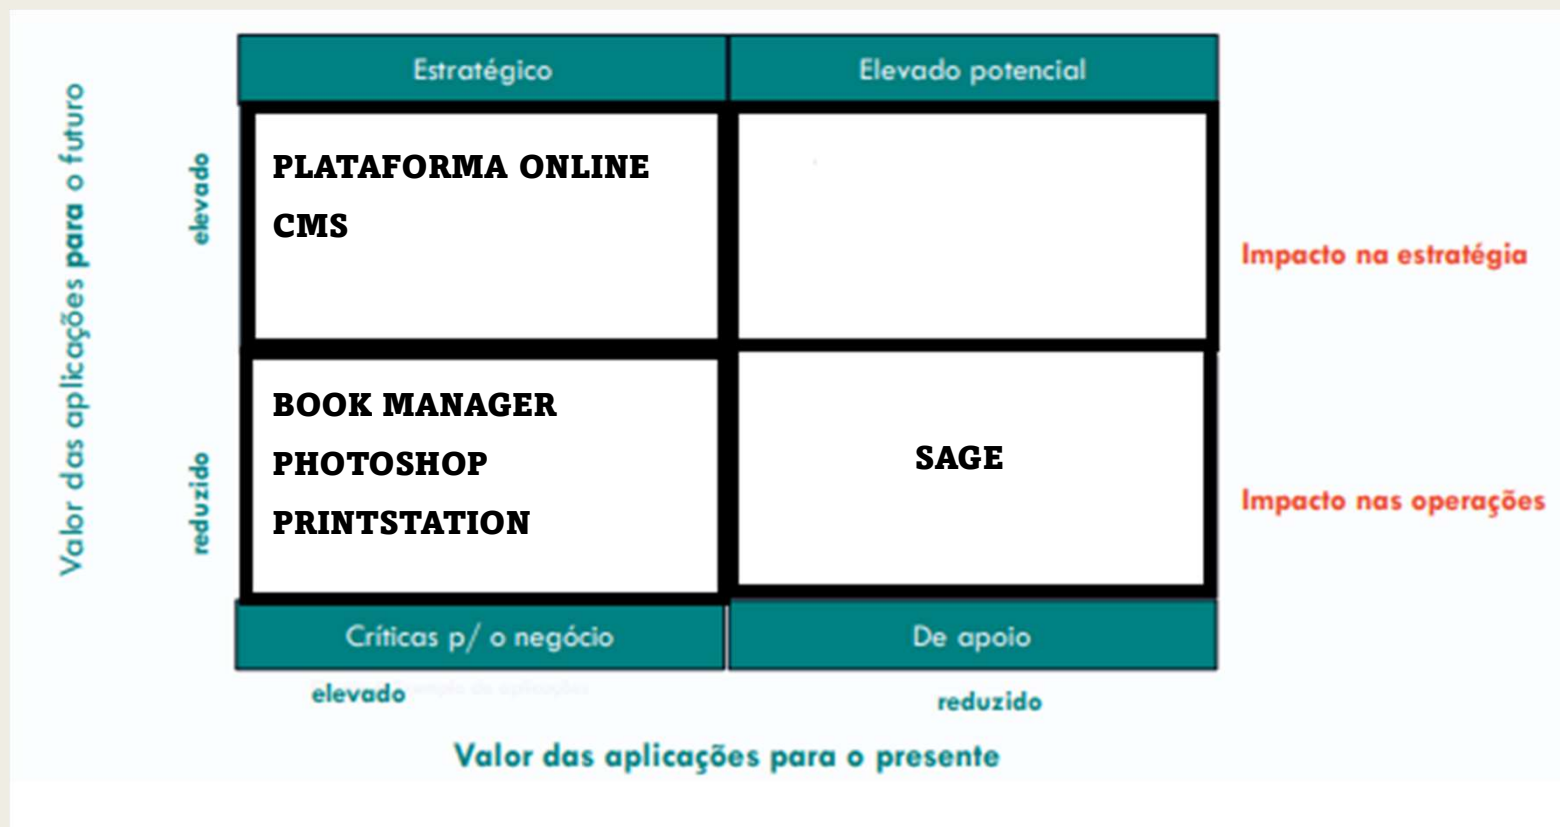 Estratégico
Elevado potencial
Valor das aplicações para o futuro
elevado
PLATAFORMA ONLINE
CMS
Impacto na estratégia
reduzido
BOOK MANAGER
PHOTOSHOP
PRINTSTATION
SAGE
Impacto nas operações
Críticas p/ o negócio
De apoio
elevado
reduzido
Valor das aplicações para o presente